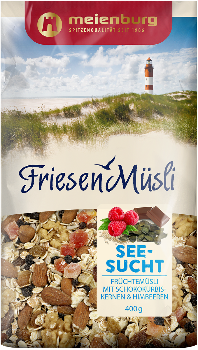 meienburg
SPITZENQUALITÄT SEIT 1956
FriesenMüsli
SEE-
SUCHT
FRÜCHTEMÜSLI
MIT SCHOKOKÜRBIS-
KERNEN & HIMBEEREN
400g